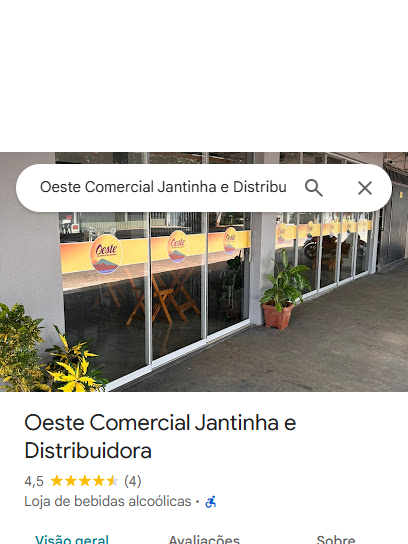 Oeste Comercial Jantinha e Distribu
Oeste
Oeste
Oeste
Oeste Comercial Jantinha e
Distribuidora
4,5 (4)
Loja de bebidas alcoólicas •
Visão geral Avaliações Sobre